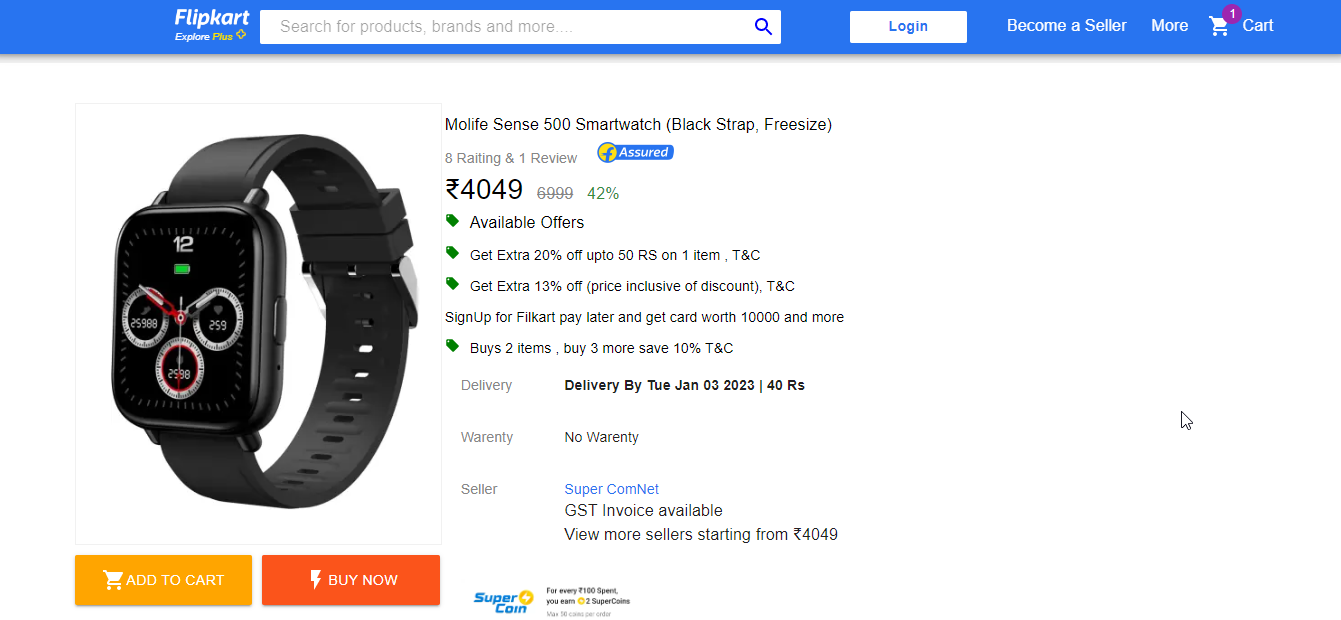 Flipkart
Explore Plus
Search for products, brands and more....
Login
Become a Seller
More
1
Cart
12
25988
259
2598
Molife Sense 500 Smartwatch (Black Strap, Freesize)
8 Raiting & 1 Review
Assured
₹4049 6999 42%
Available Offers
Get Extra 20% off upto 50 RS on 1 item , T&C
Get Extra 13% off (price inclusive of discount), T&C
SignUp for Filkart pay later and get card worth 10000 and more
Buys 2 items , buy 3 more save 10% T&C
Delivery Delivery By Tue Jan 03 2023 | 40 Rs
Warenty No Warenty
Seller Super ComNet
GST Invoice available
View more sellers starting from ₹4049
ADD TO CART
BUY NOW
Super Coin
For every ₹100 Spent,
you earn 2 SuperCoins
Max 50 coins per order